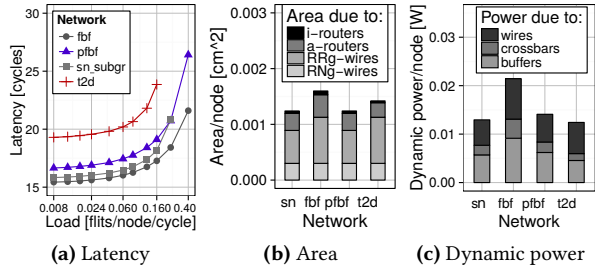 Latency [cycles]
30
25
20
15
Network
fbf
pfbf
sn_subgr
t2d
0.008
0.024
0.060
0.160
0.40
Load [flits/node/cycle]
(a) Latency
Area/node [cm^2]
0.003
0.002
0.001
0.000
Area due to:
i-routers
a-routers
RRg-wires
RNg-wires
sn fbf pfbf t2d
Network
(b) Area
Dynamic power/node [W]
0.03
0.02
0.01
0.00
Power due to:
wires
crossbars
buffers
sn fbf pfbf t2d
Network
(c) Dynamic power